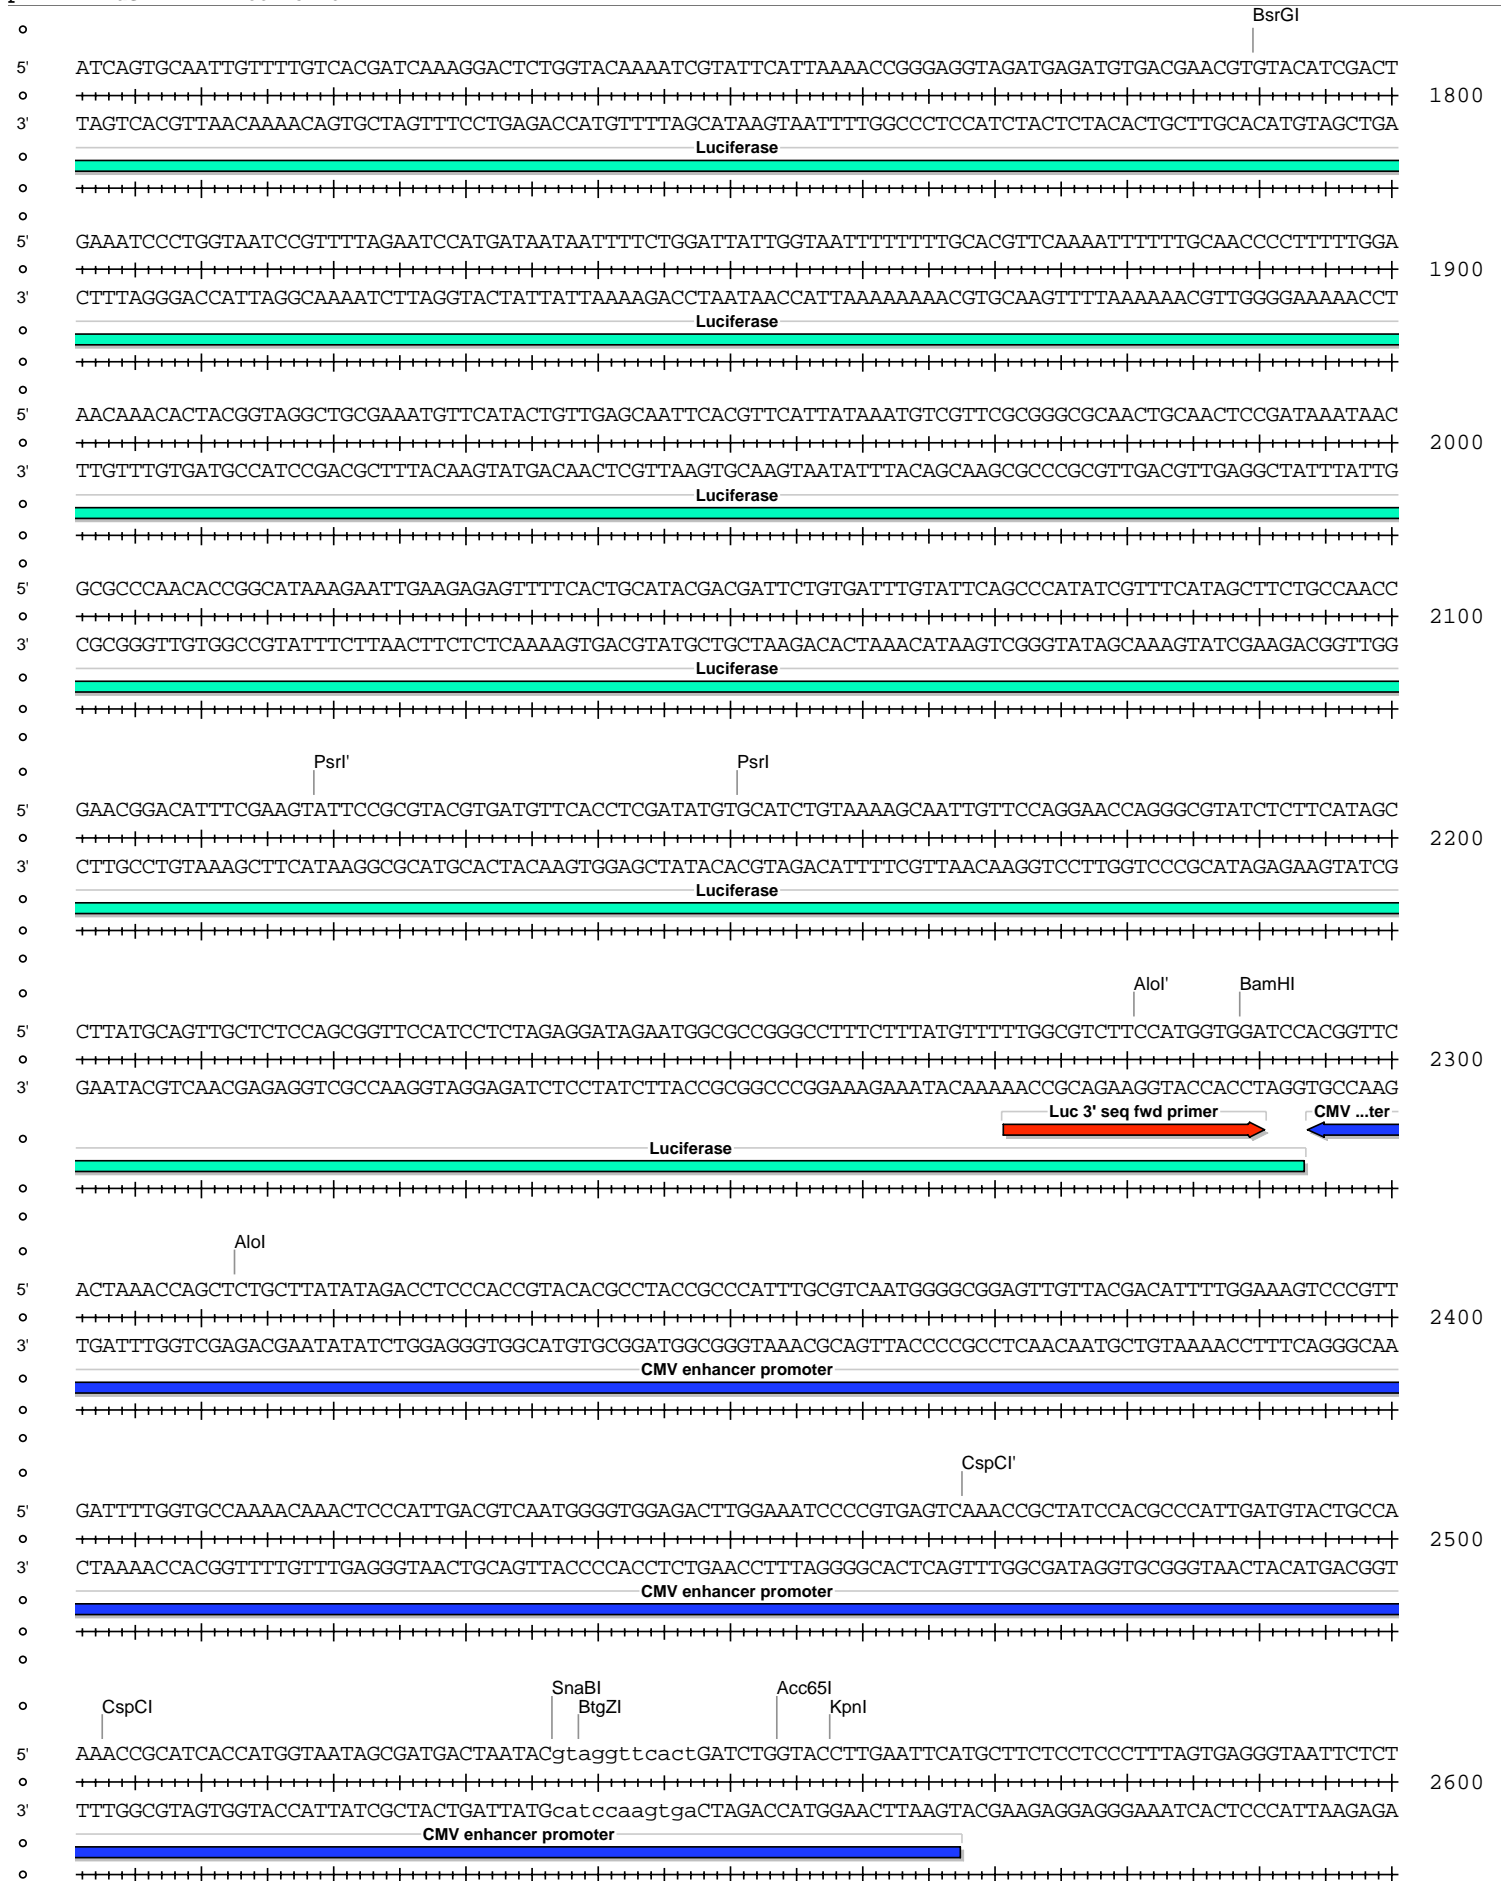 BsrGI
5' ATCAGTGCAATTGTTTTGTCACGATCAAAGGACTCTGGTACAAAATCGTATTCATTAAAACCGGGAGGTAGATGAGATGTGACGAACGTGTACATCGACT
1800
3' TAGTCACGTTAACAAAACAGTGCTAGTTTCCTGAGACCATGTTTTAGCATAAGTAATTTTGGCCCTCCATCTACTCTACACTGCTTGCACATGTAGCTGA
Luciferase
5' GAAATCCCTGGTAATCCGTTTTAGAATCCATGATAATAATTTTCTGGATTATTGGTAATTTTTTTTGCACGTTCAAAATTTTTTGCAACCCCTTTTTGGA
1900
3' CTTTAGGGACCATTAGGCAAAATCTTAGGTACTATTATTAAAAGACCTAATAACCATTAAAAAAAACGTGCAAGTTTTAAAAAACGTTGGGGAAAAACCT
Luciferase
5' AACAAACACTACGGTAGGCTGCGAAATGTTCATACTGTTGAGCAATTCACGTTCATTATAAATGTCGTTCGCGGGCGCAACTGCAACTCCGATAAATAAC
2000
3' TTGTTTGTGATGCCATCCGACGCTTTACAAGTATGACAACTCGTTAAGTGCAAGTAATATTTACAGCAAGCGCCCGCGTTGACGTTGAGGCTATTTATTG
Luciferase
5' GCGCCCAACACCGGCATAAAGAATTGAAGAGAGTTTTCACTGCATACGACGATTCTGTGATTTGTATTCAGCCCATATCGTTTCATAGCTTCTGCCAACC
2100
3' CGCGGGTTGTGGCCGTATTTCTTAACTTCTCTCAAAAGTGACGTATGCTGCTAAGACACTAAACATAAGTCGGGTATAGCAAAGTATCGAAGACGGTTGG
Luciferase
PsrI' PsrI
5' GAACGGACATTTCGAAGTATTCCGCGTACGTGATGTTCACCTCGATATGTGCATCTGTAAAAGCAATTGTTCCAGGAACCAGGGCGTATCTCTTCATAGC
2200
3' CTTGCCTGTAAAGCTTCATAAGGCGCATGCACTACAAGTGGAGCTATACACGTAGACATTTTCGTTAACAAGGTCCTTGGTCCCGCATAGAGAAGTATCG
Luciferase
AloI' BamHI
5' CTTATGCAGTTGCTCTCCAGCGGTTCCATCCTCTAGAGGATAGAATGGCGCCGGGCCTTTCTTTATGTTTTTGGCGTCTTCCATGGTGGATCCACGGTTC
2300
3' GAATACGTCAACGAGAGGTCGCCAAGGTAGGAGATCTCCTATCTTACCGCGGCCCGGAAAGAAATACAAAAACCGCAGAAGGTACCACCTAGGTGCCAAG
Luc 3' seq fwd primer CMV ...ter
Luciferase
AloI
5' ACTAAACCAGCTCTGCTTATATAGACCTCCCACCGTACACGCCTACCGCCCATTTGCGTCAATGGGGCGGAGTTGTTACGACATTTTGGAAAGTCCCGTT
2400
3' TGATTTGGTCGAGACGAATATATCTGGAGGGTGGCATGTGCGGATGGCGGGTAAACGCAGTTACCCCGCCTCAACAATGCTGTAAAACCTTTCAGGGCAA
CMV enhancer promoter
CspCI'
5' GATTTTGGTGCCAAAACAAACTCCCATTGACGTCAATGGGGTGGAGACTTGGAAATCCCCGTGAGTCAAACCGCTATCCACGCCCATTGATGTACTGCCA
2500
3' CTAAAACCACGGTTTTGTTTGAGGGTAACTGCAGTTACCCCACCTCTGAACCTTTAGGGGCACTCAGTTTGGCGATAGGTGCGGGTAACTACATGACGGT
CMV enhancer promoter
SnaBI Acc65I
CspCI BtgZI KpnI
5' AAACCGCATCACCATGGTAATAGCGATGACTAATACgtaggttcactGATCTGGTACCTTGAATTCATGCTTCTCCTCCCTTTAGTGAGGGTAATTCTCT
2600
3' TTTGGCGTAGTGGTACCATTATCGCTACTGATTATGcatccaagtgaCTAGACCATGGAACTTAAGTACGAAGAGGAGGGAAATCACTCCCATTAAGAGA
CMV enhancer promoter